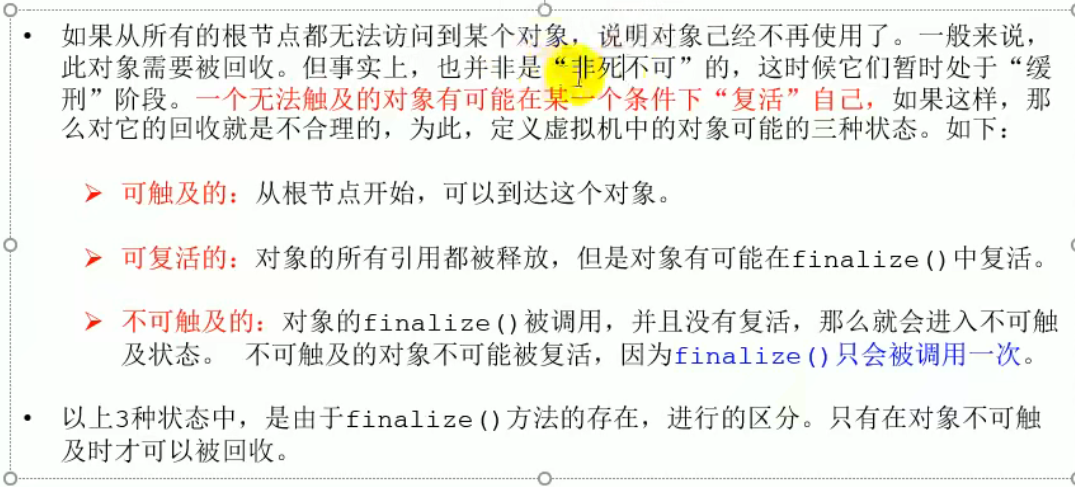 • 如果从所有的根节点都无法访问到某个对象，说明对象己经不再使用了。一般来说，
此对象需要被回收。但事实上，也并非是“非死不可”的，这时候它们暂时处于“缓
刑”阶段。一个无法触及的对象有可能在某一个条件下“复活”自己，如果这样，那
么对它的回收就是不合理的，为此，定义虚拟机中的对象可能的三种状态。如下：
➢ 可触及的：从根节点开始，可以到达这个对象。
➢ 可复活的：对象的所有引用都被释放，但是对象有可能在finalize()中复活。
➢ 不可触及的：对象的finalize()被调用，并且没有复活，那么就会进入不可触
及状态。 不可触及的对象不可能被复活，因为finalize()只会被调用一次。
• 以上3种状态中，是由于finalize()方法的存在，进行的区分。只有在对象不可触
及时才可以被回收。